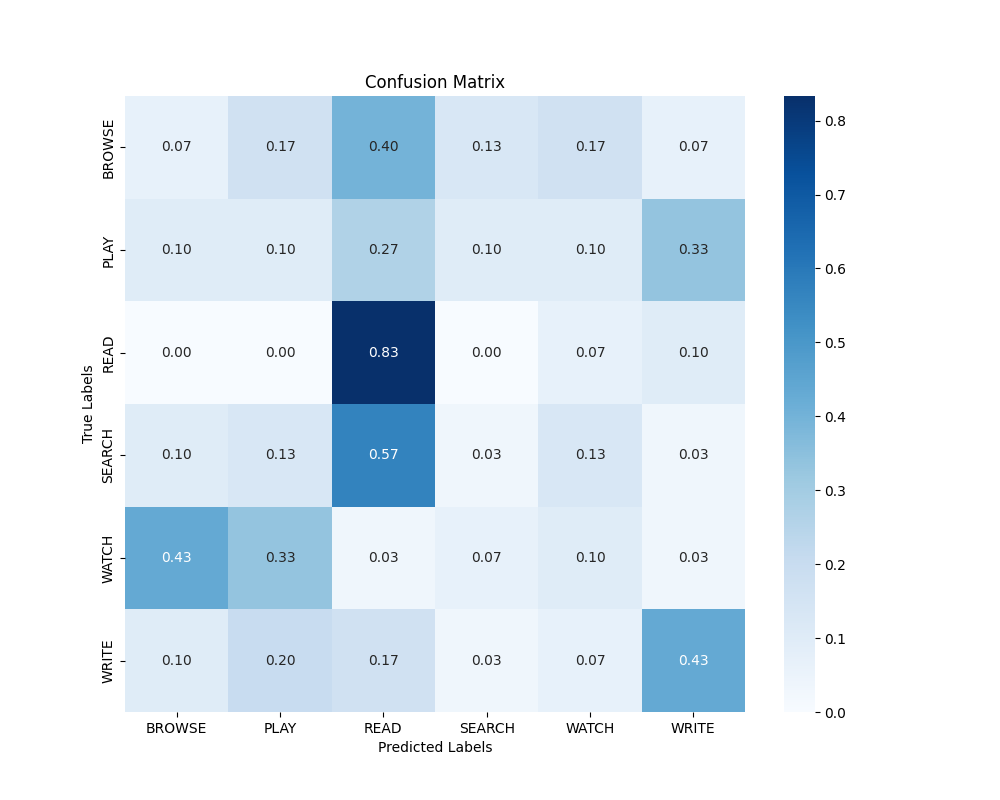 Confusion Matrix
BROWSE 0.07 0.17 0.40 0.13 0.17 0.07
PLAY 0.10 0.10 0.27 0.10 0.10 0.33
READ 0.00 0.00 0.83 0.00 0.07 0.10
SEARCH 0.10 0.13 0.57 0.03 0.13 0.03
WATCH 0.43 0.33 0.03 0.07 0.10 0.03
WRITE 0.10 0.20 0.17 0.03 0.07 0.43
True Labels
BROWSE PLAY READ SEARCH WATCH WRITE
Predicted Labels
0.8
0.7
0.6
0.5
0.4
0.3
0.2
0.1
0.0